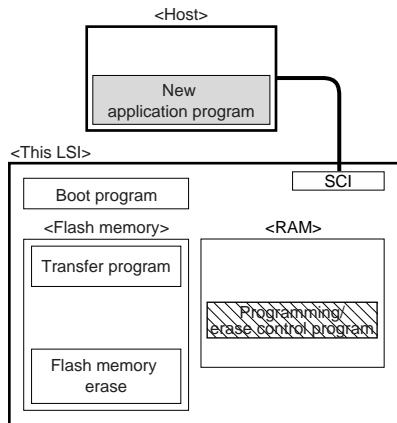 <Host>
New
application program
<This LSI>
SCI
Boot program
<Flash memory>
<RAM>
Transfer program
Programming/
erase control program
Flash memory
erase